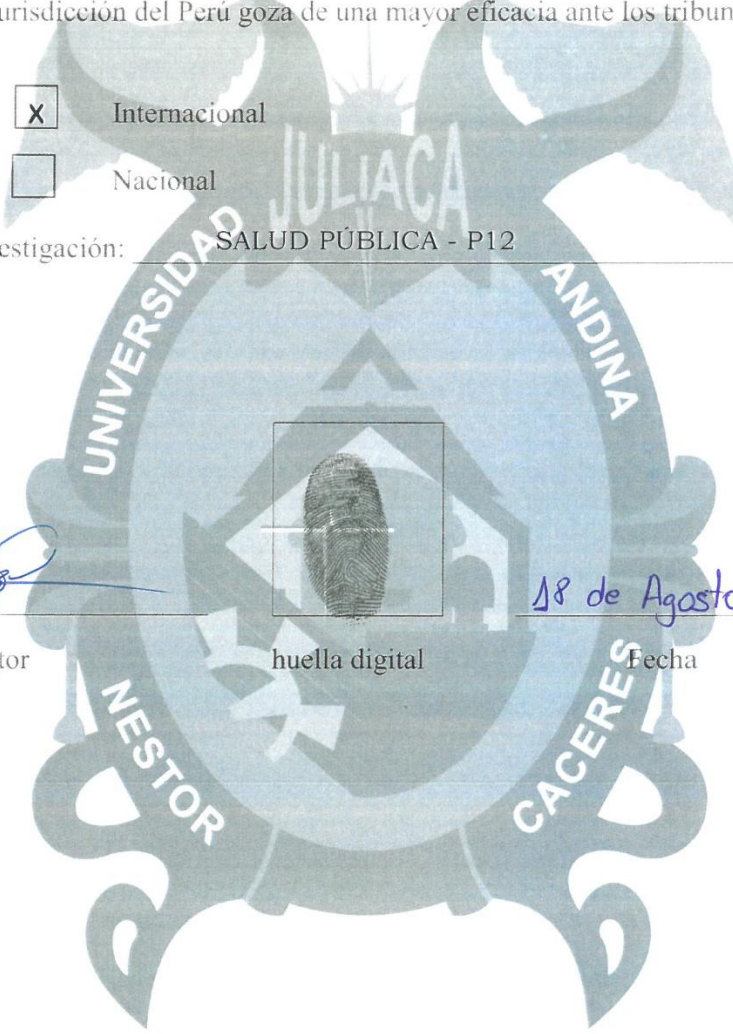 urisdicción del Perú goza de una mayor eficacia ante los tribun
X Internacional
Nacional
estigación: SALUD PÚBLICA - P12
18 de Agosto
tor
huella digital
Fecha
UNIVERSIDAD ANDINA
NESTOR CACERES
JULIACA